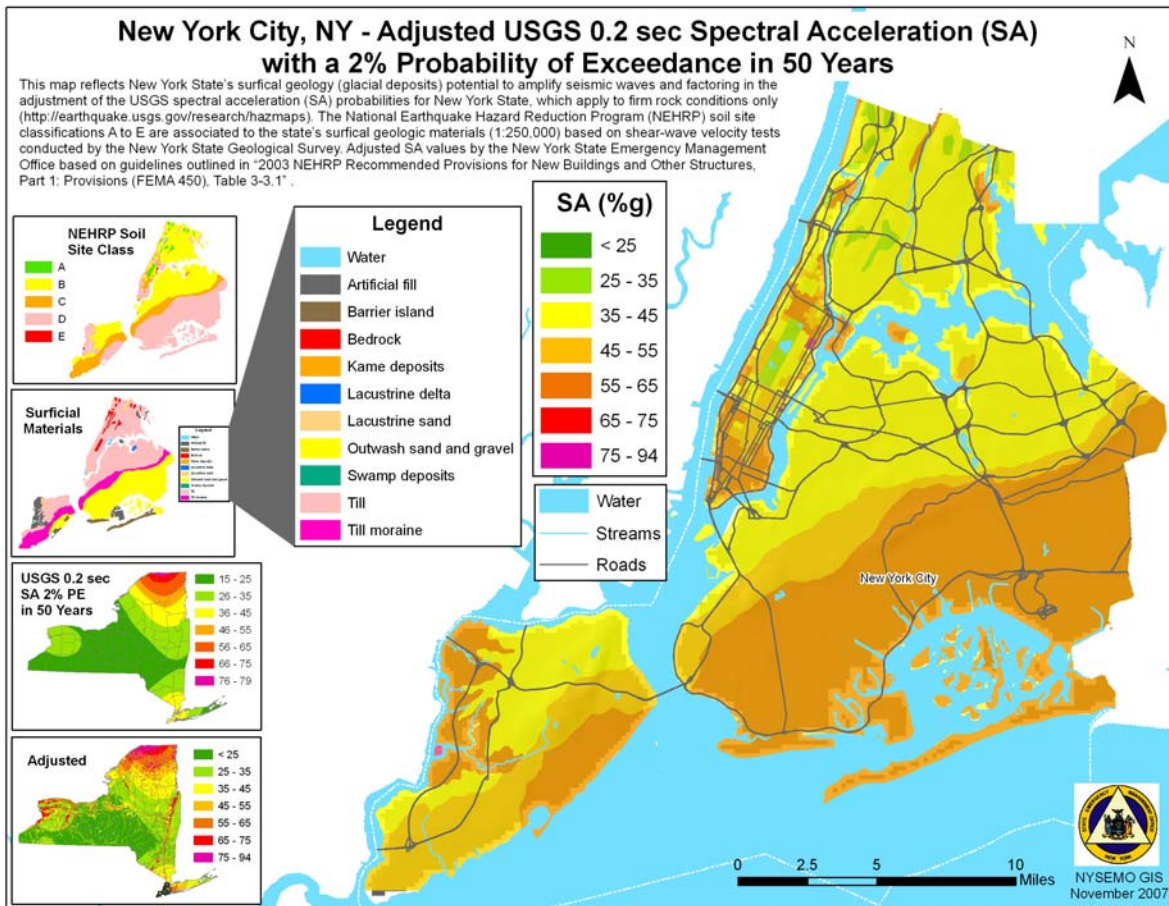 New York City, NY - Adjusted USGS 0.2 sec Spectral Acceleration (SA)
with a 2% Probability of Exceedance in 50 Years
This map reflects New York State's surfical geology (glacial deposits) potential to amplify seismic waves and factoring in the
adjustment of the USGS spectral acceleration (SA) probabilities for New York State, which apply to firm rock conditions only
(http://earthquake.usgs.gov/research/hazmaps). The National Earthquake Hazard Reduction Program (NEHRP) soil site
classifications A to E are associated to the state's surfical geologic materials (1:250,000) based on shear-wave velocity tests
conducted by the New York State Geological Survey. Adjusted SA values by the New York State Emergency Management
Office based on guidelines outlined in "2003 NEHRP Recommended Provisions for New Buildings and Other Structures,
Part 1: Provisions (FEMA 450), Table 3-3.1" .
N
NEHRP Soil
Site Class
A
B
C
D
E
Surficial
Materials
Legend
USGS 0.2 sec
SA 2% PE
in 50 Years
15 - 25
26 - 35
36 - 45
46 - 55
56 - 65
66 - 75
76 - 79
Adjusted
< 25
25 - 35
35 - 45
45 - 55
55 - 65
65 - 75
75 - 94
Legend
Water
Artificial fill
Barrier island
Bedrock
Kame deposits
Lacustrine delta
Lacustrine sand
Outwash sand and gravel
Swamp deposits
Till
Till moraine
SA (%g)
< 25
25 - 35
35 - 45
45 - 55
55 - 65
65 - 75
75 - 94
Water
Streams
Roads
New York City
0 2.5 5 10
Miles
STATE EMERGENCY MANAGEMENT OFFICE
NEW YORK
NYSEMO GIS
November 2007